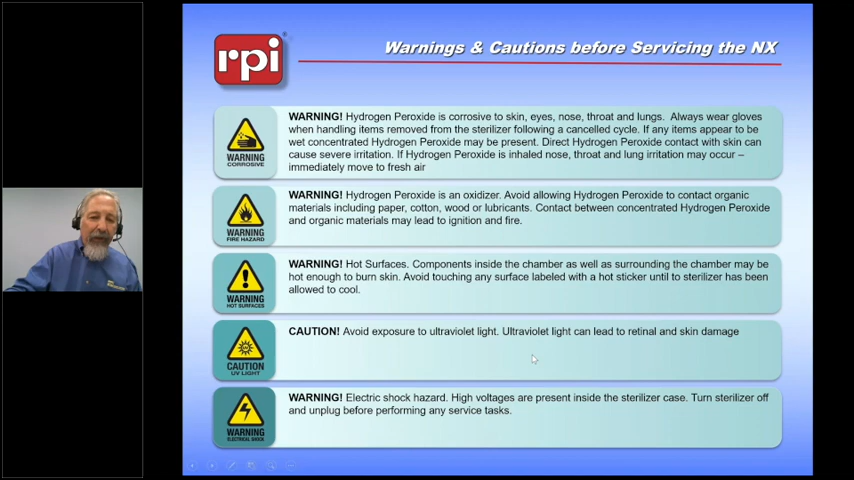 rpi
Warnings & Cautions before Servicing the NX
WARNING! Hydrogen Peroxide is corrosive to skin, eyes, nose, throat and lungs. Always wear gloves
when handling items removed from the sterilizer following a cancelled cycle. If any items appear to be
wet concentrated Hydrogen Peroxide may be present. Direct Hydrogen Peroxide contact with skin can
cause severe irritation. If Hydrogen Peroxide is inhaled nose, throat and lung irritation may occur –
immediately move to fresh air
WARNING
CORROSIVE
WARNING! Hydrogen Peroxide is an oxidizer. Avoid allowing Hydrogen Peroxide to contact organic
materials including paper, cotton, wood or lubricants. Contact between concentrated Hydrogen Peroxide
and organic materials may lead to ignition and fire.
WARNING
FIRE HAZARD
WARNING! Hot Surfaces. Components inside the chamber as well as surrounding the chamber may be
hot enough to burn skin. Avoid touching any surface labeled with a hot sticker until to sterilizer has been
allowed to cool.
WARNING
HOT SURFACES
CAUTION! Avoid exposure to ultraviolet light. Ultraviolet light can lead to retinal and skin damage
CAUTION
UV LIGHT
WARNING! Electric shock hazard. High voltages are present inside the sterilizer case. Turn sterilizer off
and unplug before performing any service tasks.
WARNING
ELECTRICAL SHOCK